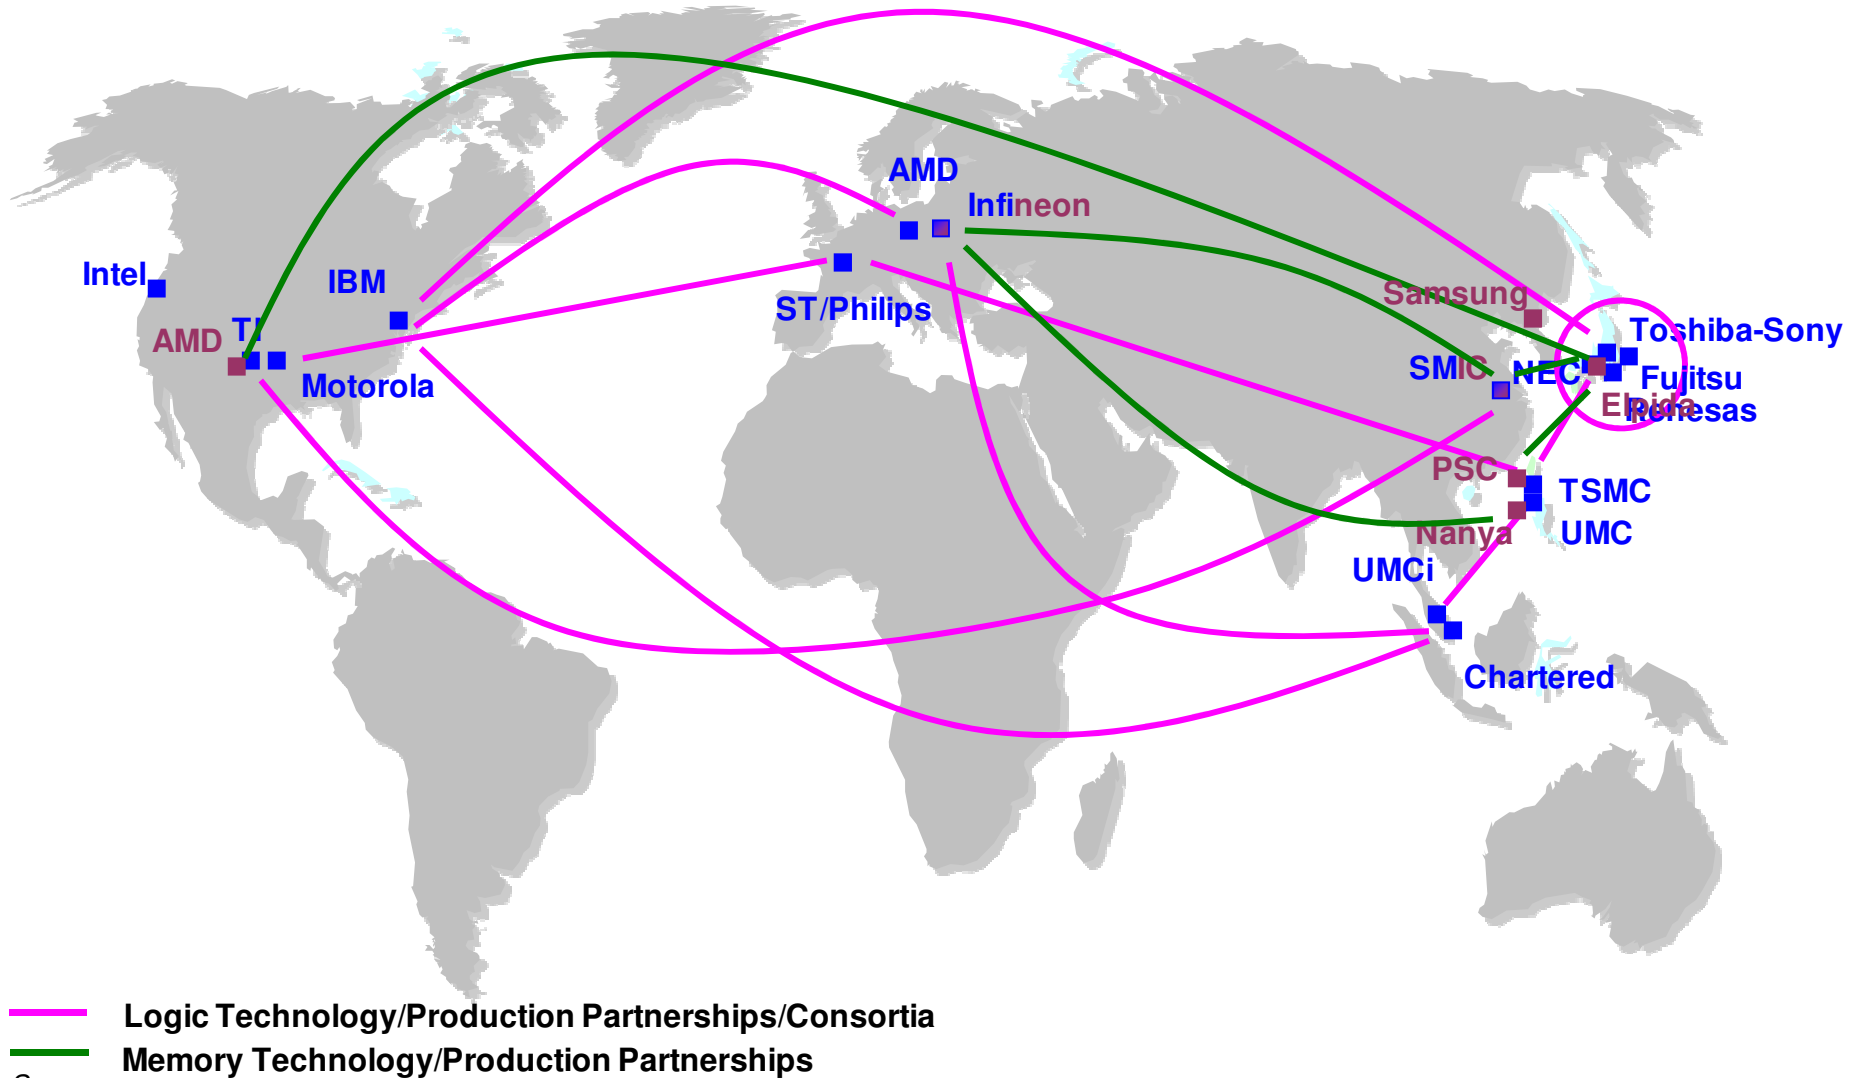 AMD
Infineon
Intel
IBM
Samsung
ST/Philips
TI
Toshiba-Sony
AMD
SMIC
NEC
Fujitsu
Motorola
Elpida
Renesas
PSC
TSMC
Nanya
UMC
UMCi
Chartered
Logic Technology/Production Partnerships/Consortia
Memory Technology/Production Partnerships